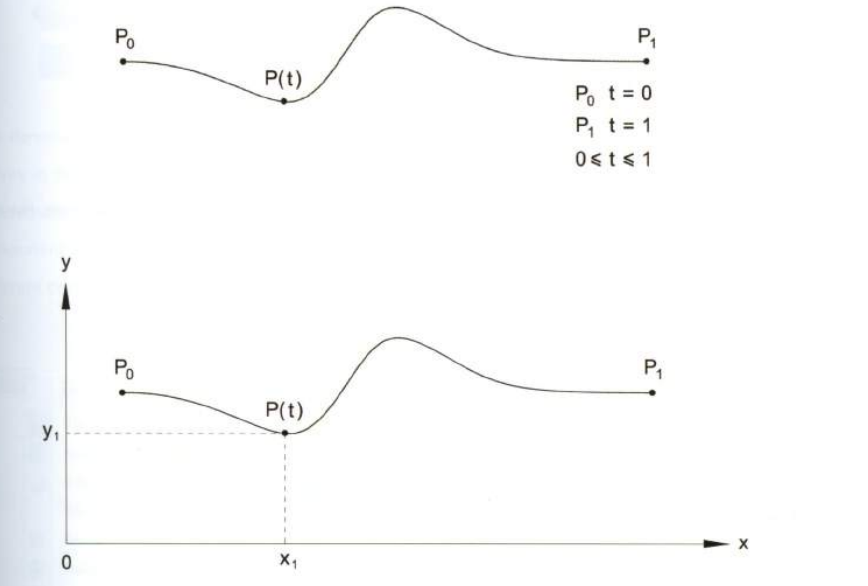 P₀ P₁
P(t)
P₀ t = 0
P₁ t = 1
0 ⩽ t ⩽ 1
y
P₀ P₁
P(t)
y₁
x
0 x₁